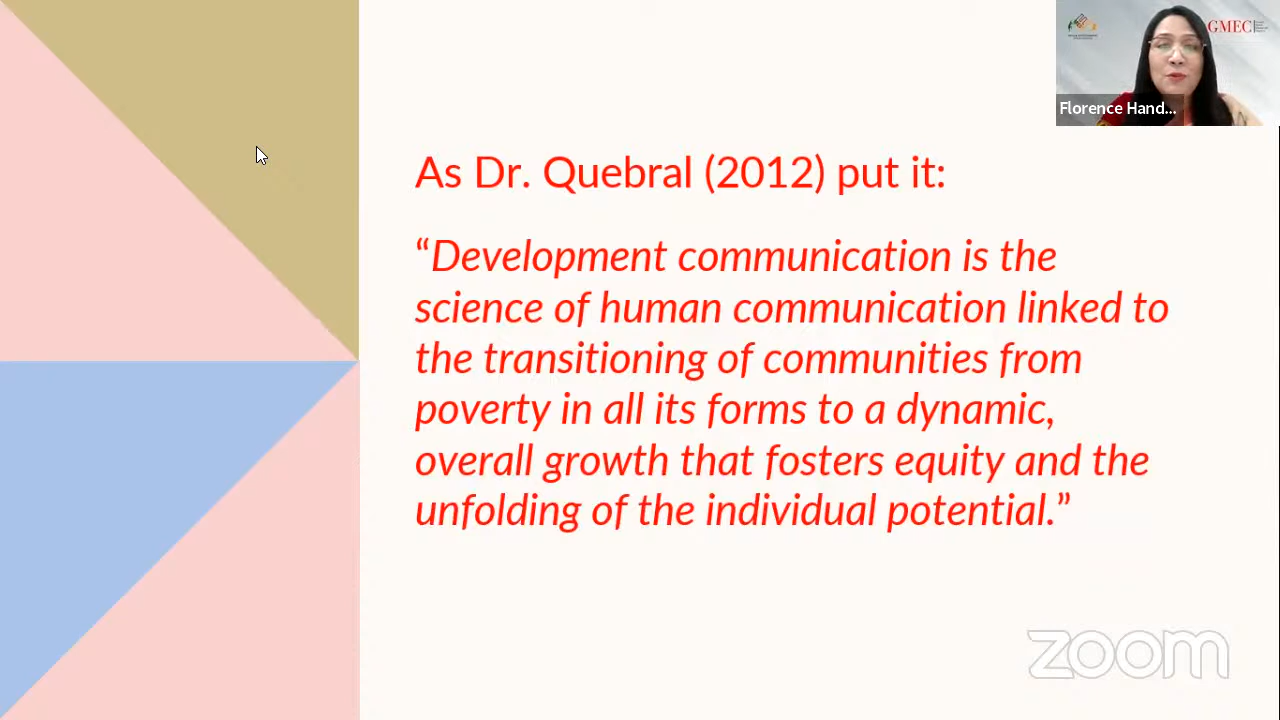 GMEC
Florence Hand...
As Dr. Quebral (2012) put it:
“Development communication is the
science of human communication linked to
the transitioning of communities from
poverty in all its forms to a dynamic,
overall growth that fosters equity and the
unfolding of the individual potential.”
zoom